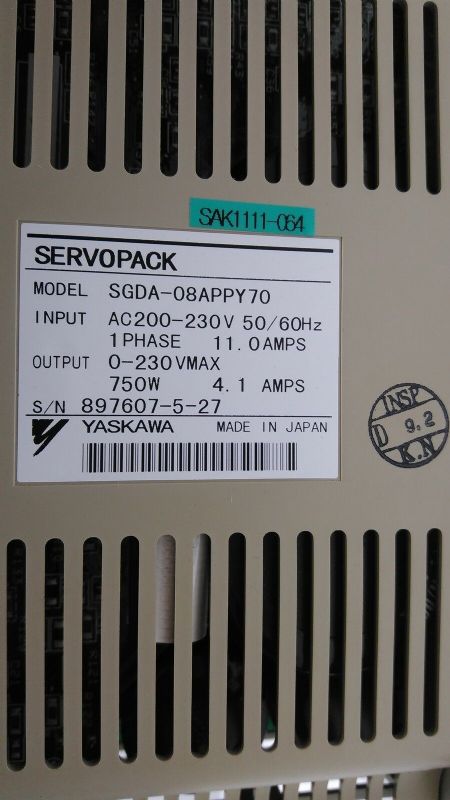 SAK1111-064
SERVOPACK
MODEL SGDA-08APPY70
INPUT AC200-230V 50/60Hz
1PHASE 11.0AMPS
OUTPUT 0-230VMAX
750W 4.1 AMPS
S/N 897607-5-27
YASKAWA MADE IN JAPAN
INSP
D 9.2
K.N